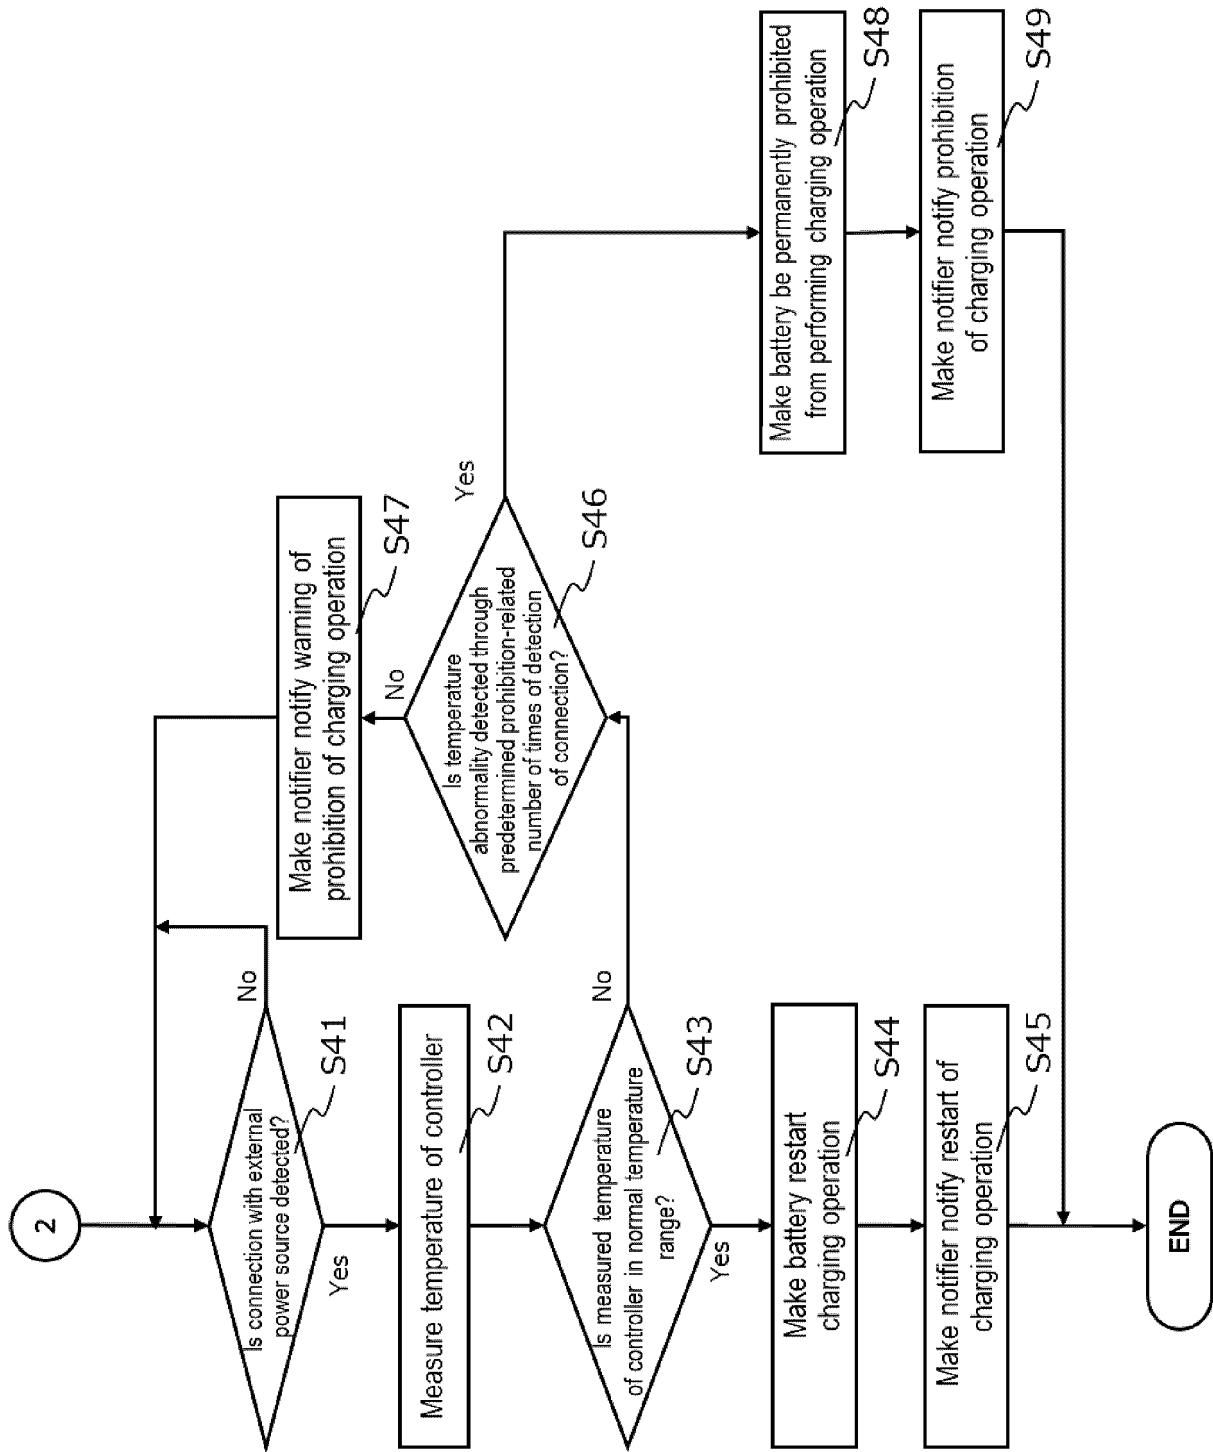 2
Is connection with external
power source detected?
S41
No
Yes
Measure temperature of controller
S42
Is measured temperature
of controller in normal temperature
range?
S43
No
Yes
Make battery restart
charging operation
S44
Make notifier notify restart of
charging operation
S45
Is temperature
abnormality detected through
predetermined prohibition-related
number of times of detection
of connection?
S46
No
Yes
Make notifier notify warning of
prohibition of charging operation
S47
Make battery be permanently prohibited
from performing charging operation
S48
Make notifier notify prohibition
of charging operation
S49
END